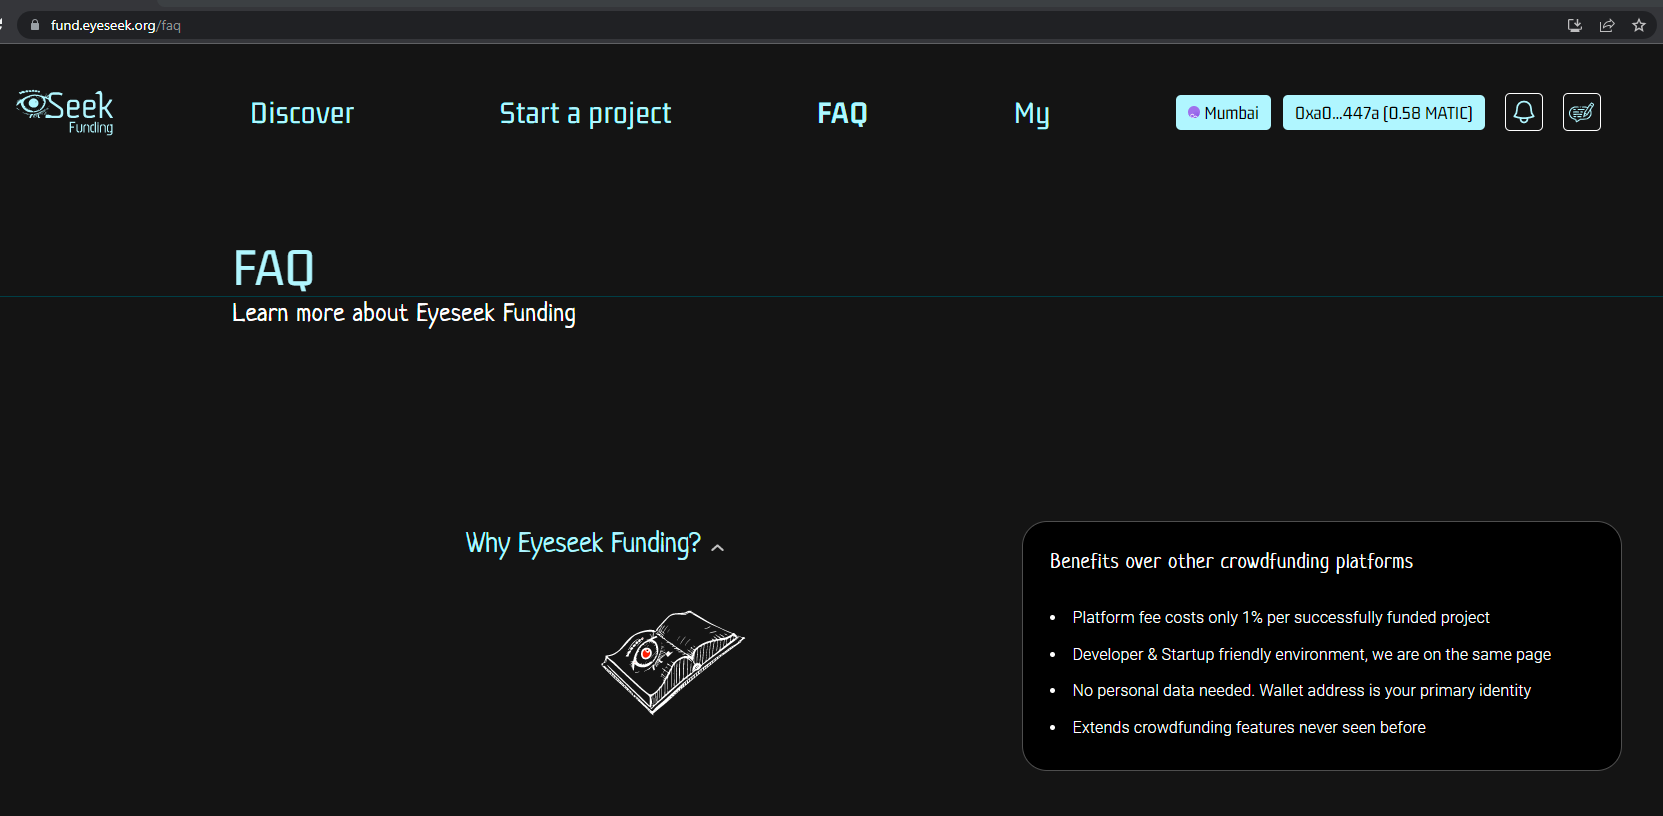 fund.eyeseek.org/faq
Seek
Funding
Discover
Start a project
FAQ
My
Mumbai
0xa0...447a (0.58 MATIC)
FAQ
Learn more about Eyeseek Funding
Why Eyeseek Funding?
Benefits over other crowdfunding platforms
• Platform fee costs only 1% per successfully funded project
• Developer & Startup friendly environment, we are on the same page
• No personal data needed. Wallet address is your primary identity
• Extends crowdfunding features never seen before